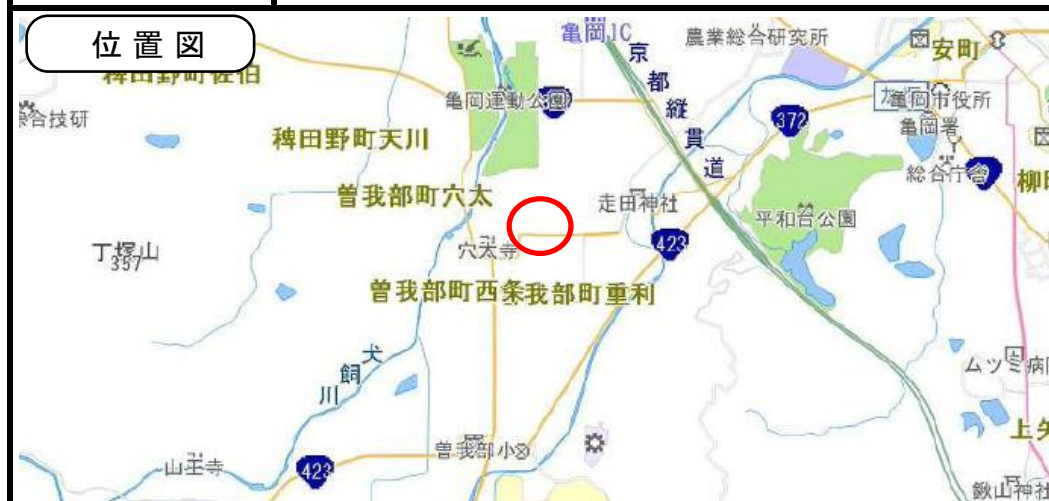 位置図
亀岡JC
農業総合研究所
安町
稗田野町佐伯
京都縦貫道
亀岡運動公園
亀岡市役所
372
亀岡署
稗田野町天川
総合庁舎
曽我部町穴太
走田神社
平和台公園
423
穴太寺
丁塚山
357
曽我部町西条
我部町重利
犬飼川
ムツミ病
曽我部小
山王寺
423
鍬山神社